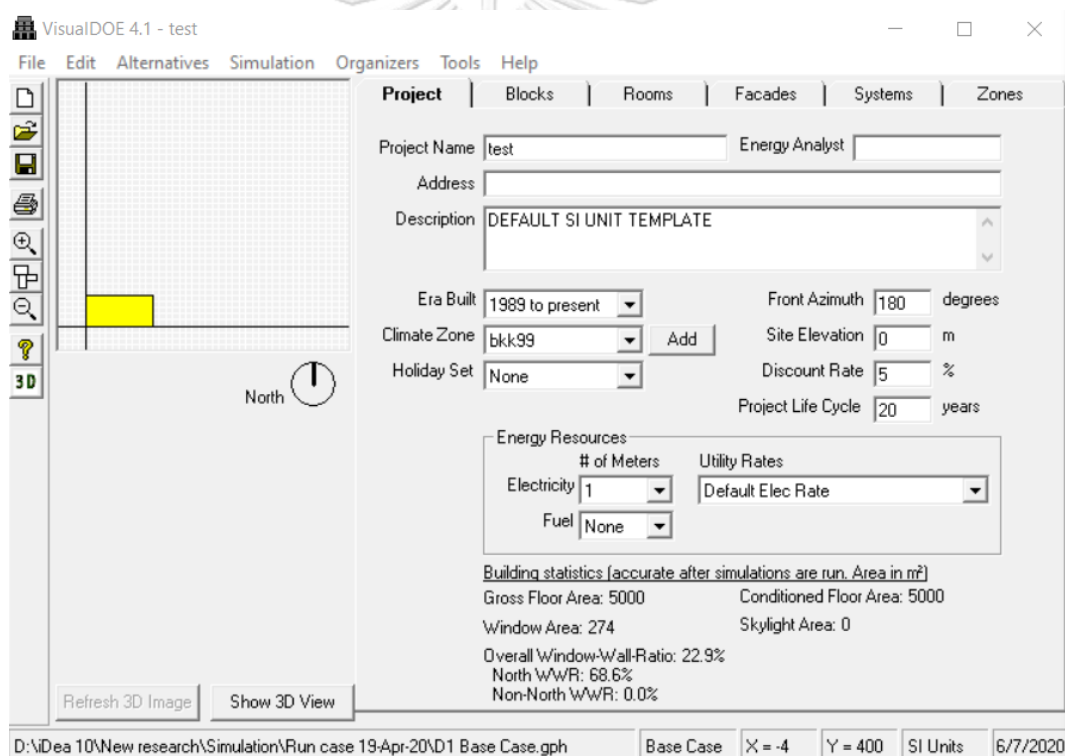 VisualDOE 4.1 - test
File Edit Alternatives Simulation Organizers Tools Help
Project Blocks Rooms Facades Systems Zones
Project Name test Energy Analyst
Address
Description DEFAULT SI UNIT TEMPLATE
Era Built 1989 to present Front Azimuth 180 degrees
Climate Zone bkk99 Add Site Elevation 0 m
Holiday Set None Discount Rate 5 %
Project Life Cycle 20 years
3D
North
Energy Resources
# of Meters Utility Rates
Electricity 1 Default Elec Rate
Fuel None
Building statistics (accurate after simulations are run. Area in m²)
Gross Floor Area: 5000 Conditioned Floor Area: 5000
Window Area: 274 Skylight Area: 0
Overall Window-Wall-Ratio: 22.9%
North WWR: 68.6%
Non-North WWR: 0.0%
Refresh 3D Image Show 3D View
D:\iDea 10\New research\Simulation\Run case 19-Apr-20\D1 Base Case.gph Base Case X = -4 Y = 400 SI Units 6/7/2020